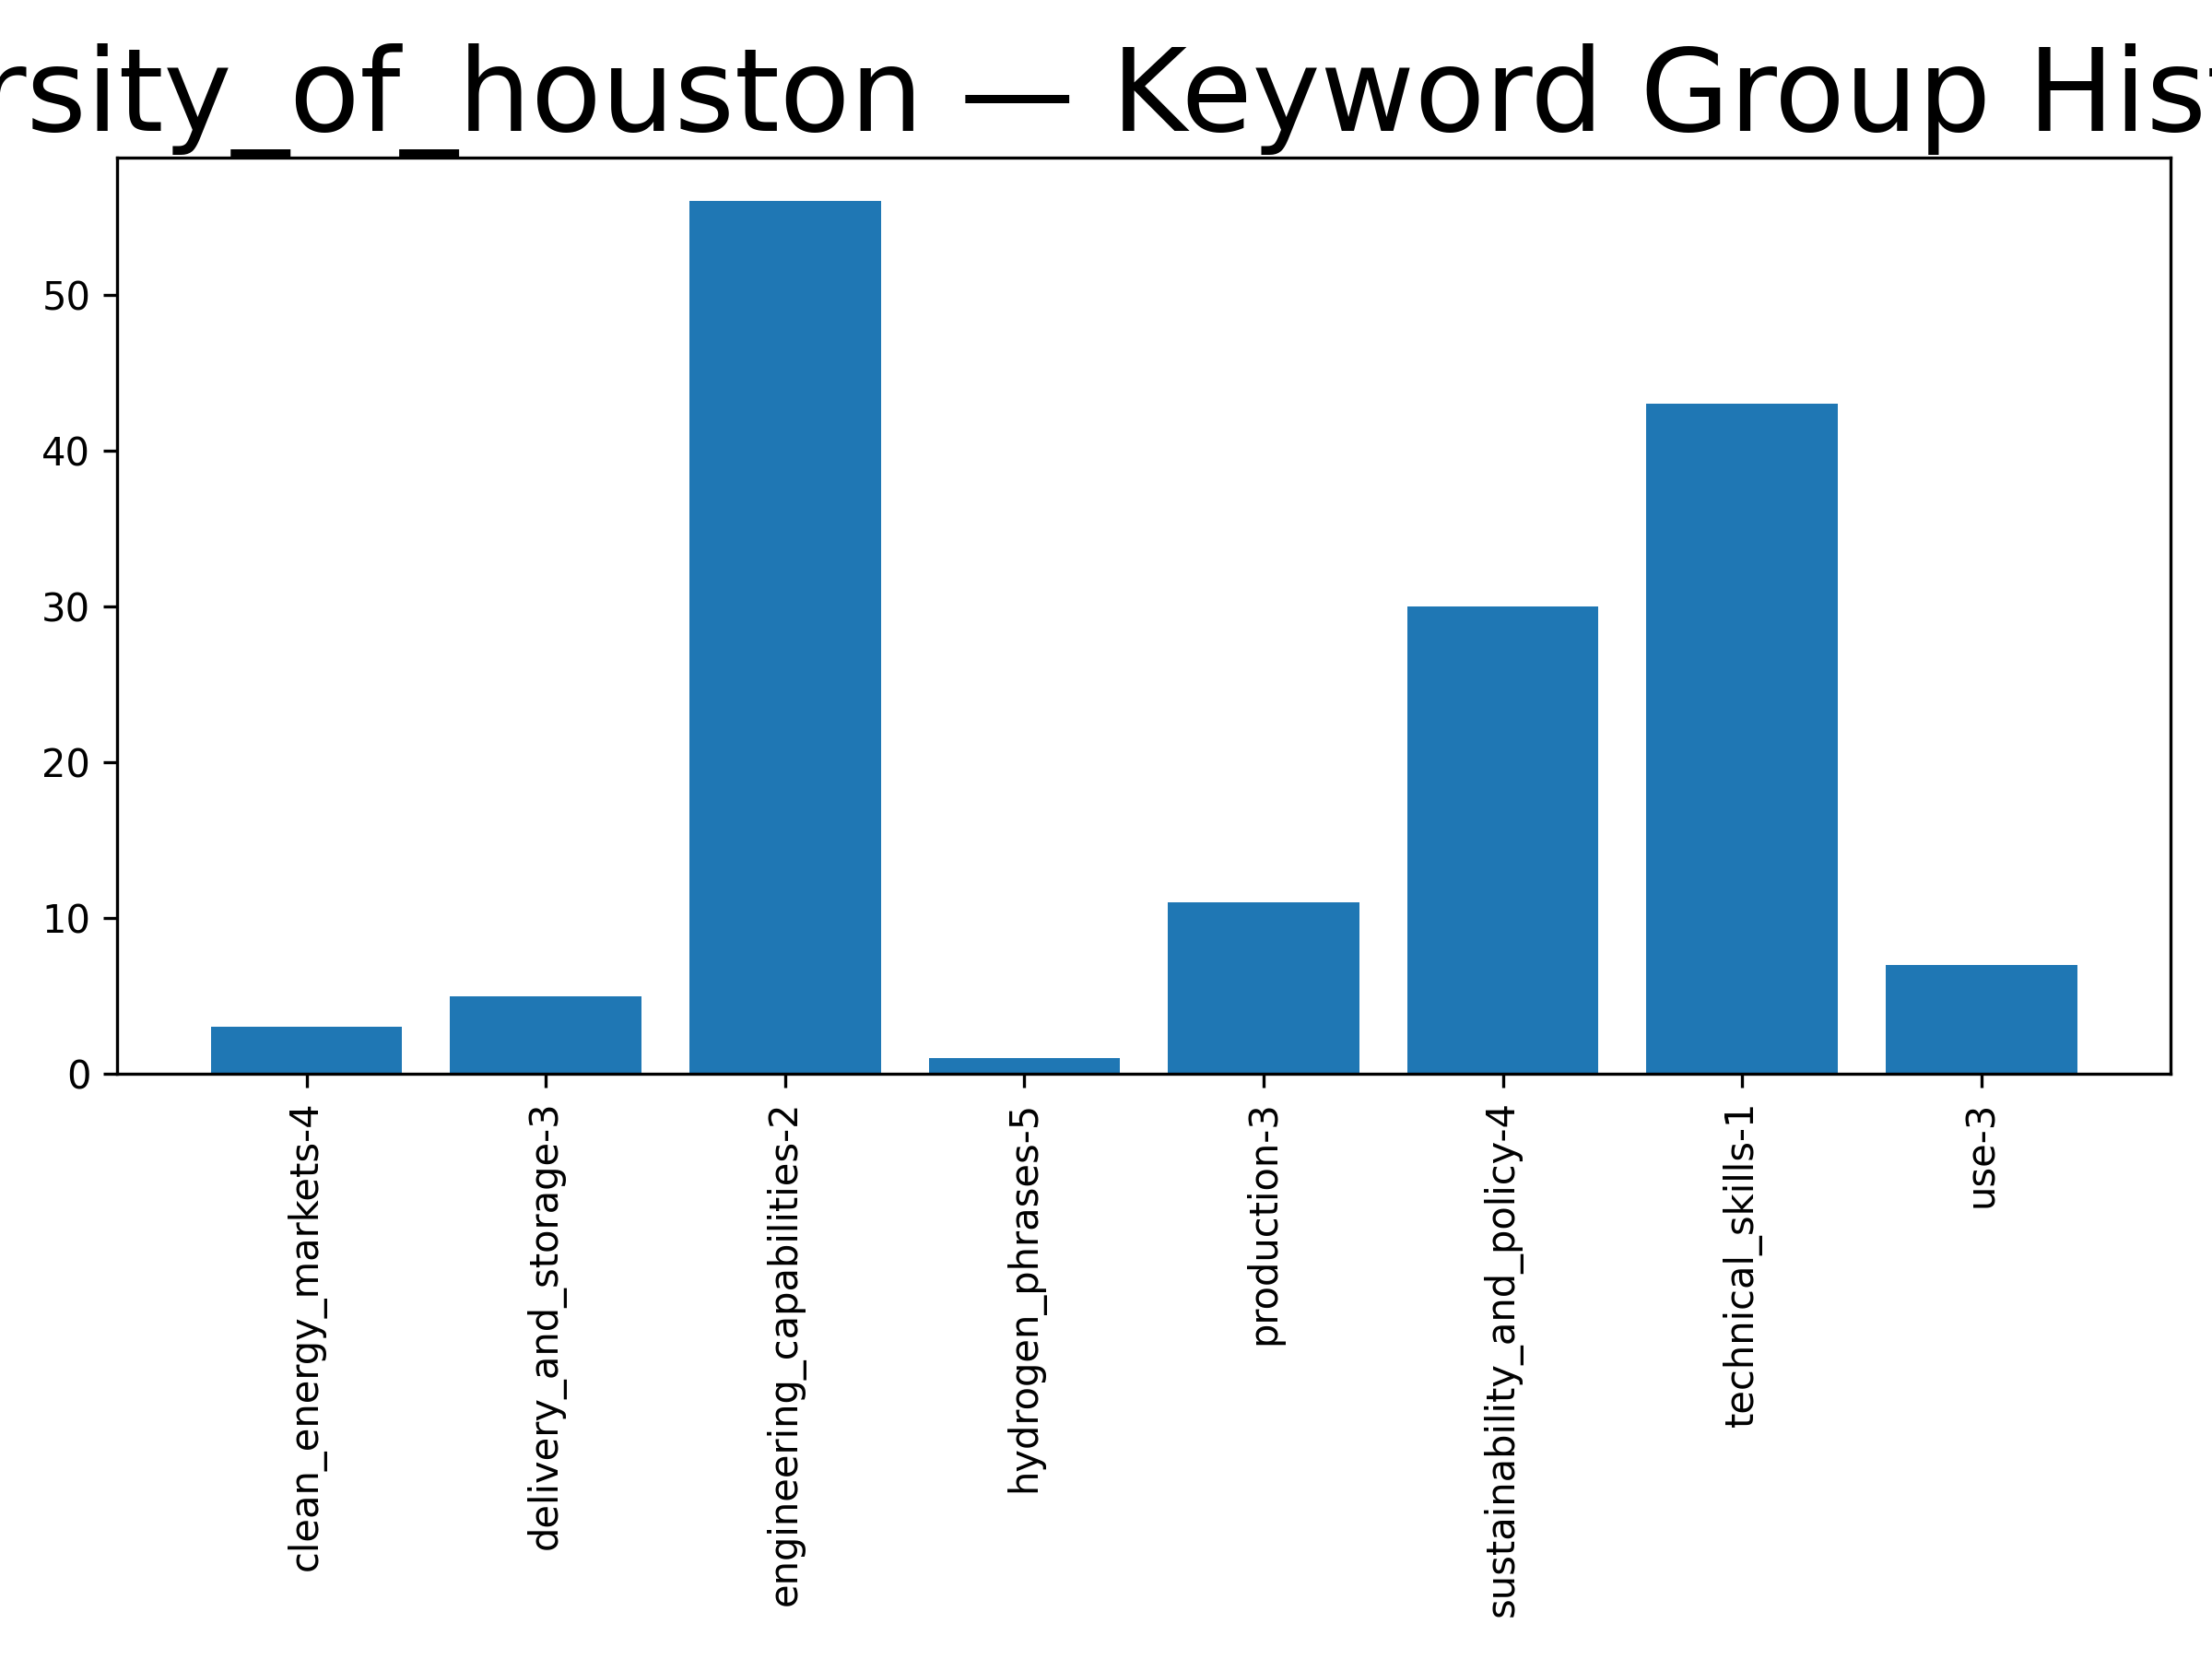 rsity_of_houston — Keyword Group His
50
40
30
20
10
0
clean_energy_markets-4
delivery_and_storage-3
engineering_capabilities-2
hydrogen_phrases-5
production-3
sustainability_and_policy-4
technical_skills-1
use-3